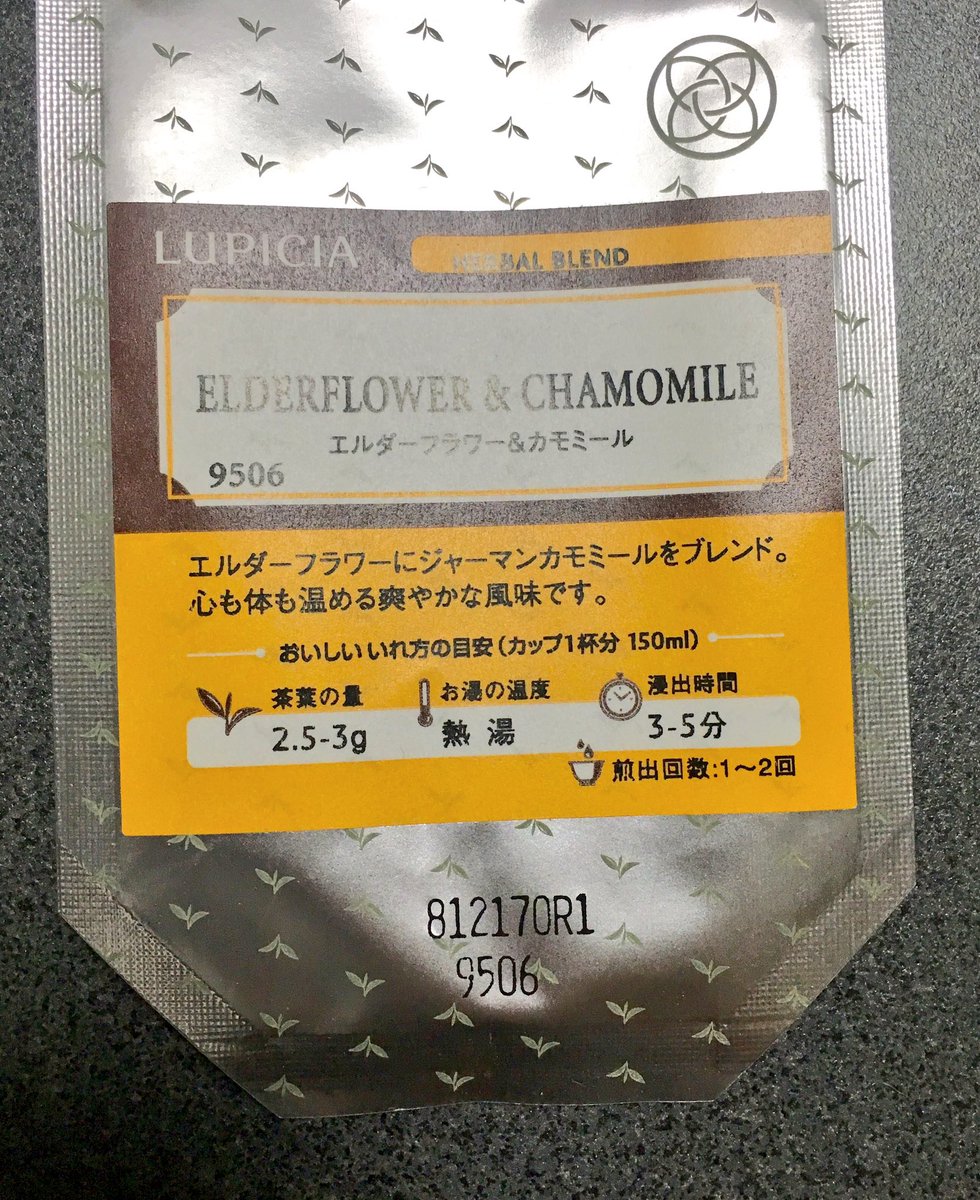 LUPICIA
HERBAL BLEND
ELDERFLOWER & CHAMOMILE
エルダーフラワー&カモミール
9506
エルダーフラワーにジャーマンカモミールをブレンド。
心も体も温める爽やかな風味です。
おいしいいれ方の目安(カップ1杯分 150ml)
茶葉の量 お湯の温度 浸出時間
2.5-3g 熱湯 3-5分
煎出回数:1〜2回
812170R1
9506